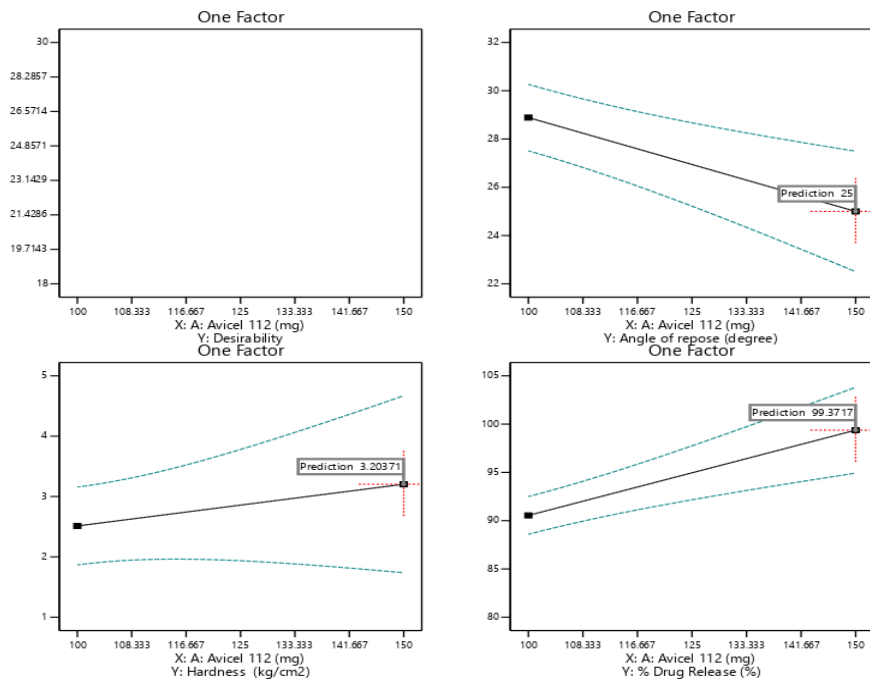 One Factor
30
28.2857
26.5714
24.8571
23.1429
21.4286
19.7143
18
100 108.333 116.667 125 133.333 141.667 150
X: A: Avicel 112 (mg)
Y: Desirability
One Factor
32
30
28
26
24
22
Prediction 25
100 108.333 116.667 125 133.333 141.667 150
X: A: Avicel 112 (mg)
Y: Angle of repose (degree)
One Factor
5
4
3
2
1
Prediction 3.20371
100 108.333 116.667 125 133.333 141.667 150
X: A: Avicel 112 (mg)
Y: Hardness (kg/cm2)
One Factor
105
100
95
90
85
80
Prediction 99.3717
100 108.333 116.667 125 133.333 141.667 150
X: A: Avicel 112 (mg)
Y: % Drug Release (%)